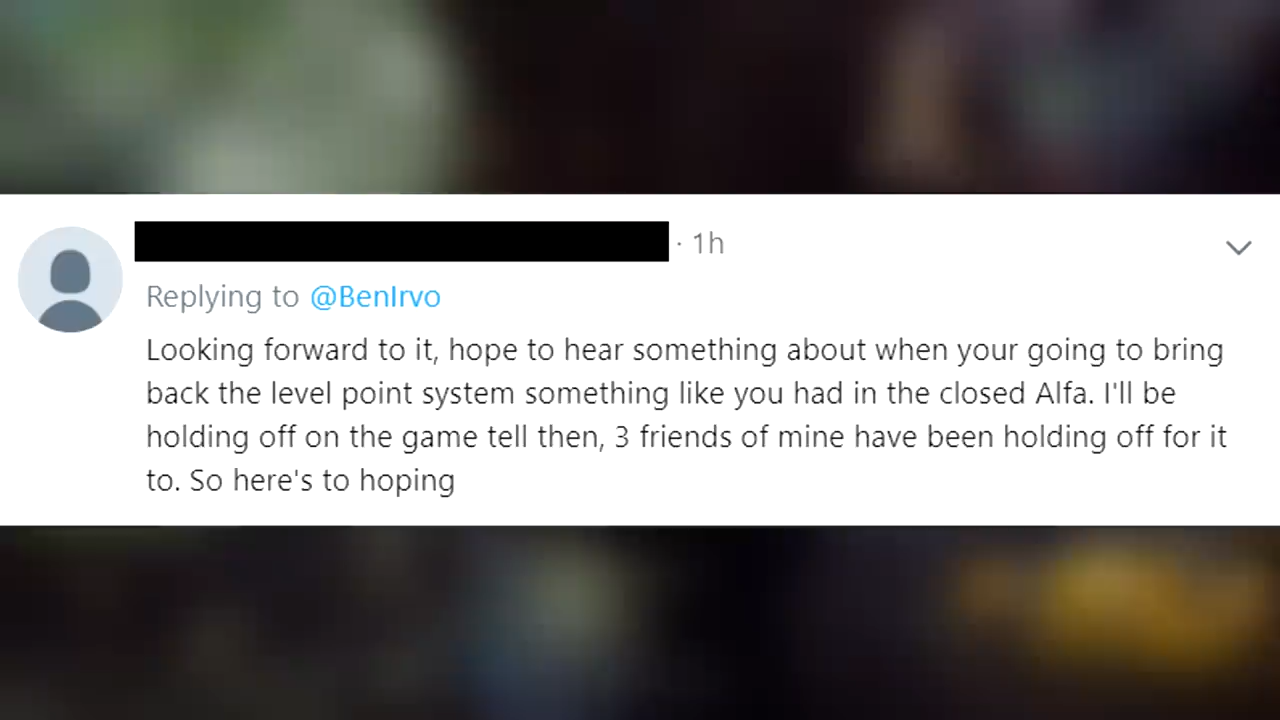 · 1h
Replying to @BenIrvo
Looking forward to it, hope to hear something about when your going to bring
back the level point system something like you had in the closed Alfa. I'll be
holding off on the game tell then, 3 friends of mine have been holding off for it
to. So here's to hoping